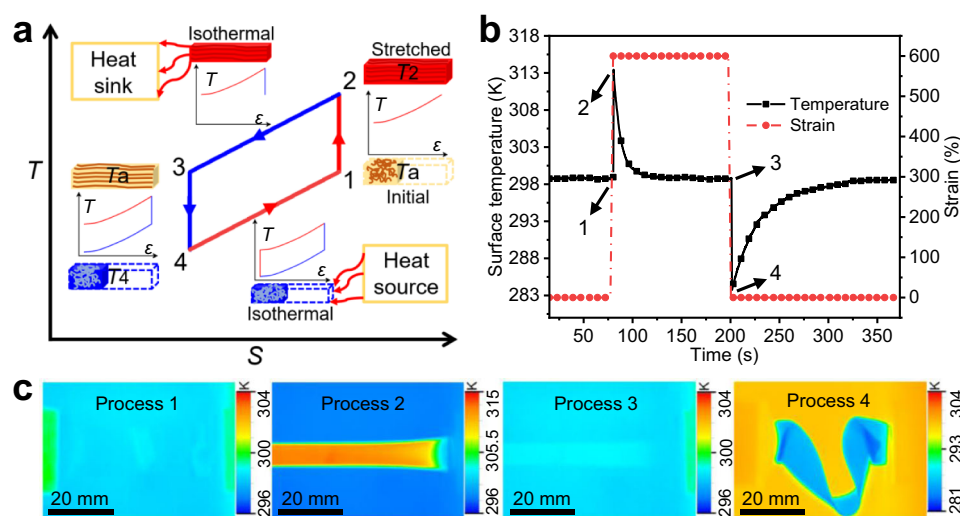 a
T
S
Heat
sink
Isothermal
T
ε
Stretched
T2
T
ε
Ta
Initial
2
3
1
4
Ta
T
ε
T4
T
ε
Isothermal
Heat
source
b
Surface temperature (K)
318
313
308
303
298
293
288
283
2
1
3
4
Temperature
Strain
600
500
400
300
200
100
0
Strain (%)
50 100 150 200 250 300 350
Time (s)
c
Process 1
20 mm
K
304
300
296
Process 2
20 mm
K
315
305.5
296
Process 3
20 mm
K
304
300
296
Process 4
20 mm
K
304
293
281